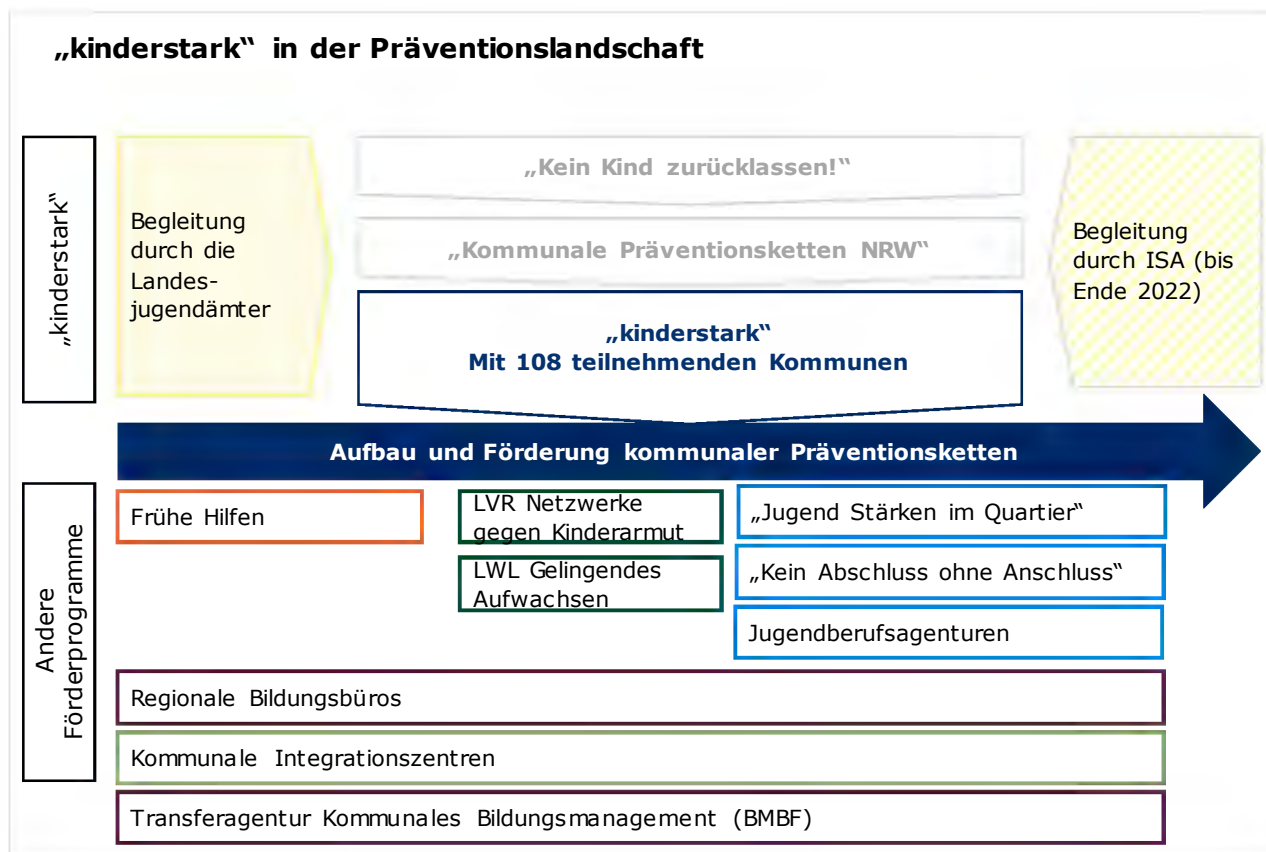 „kinderstark“ in der Präventionslandschaft
„kinderstark“
Begleitung
durch die
Landes-
jugendämter
„Kein Kind zurücklassen!“
„Kommunale Präventionsketten NRW“
„kinderstark“
Mit 108 teilnehmenden Kommunen
Begleitung
durch ISA (bis
Ende 2022)
Aufbau und Förderung kommunaler Präventionsketten
Andere
Förderprogramme
Frühe Hilfen
LVR Netzwerke
gegen Kinderarmut
LWL Gelingendes
Aufwachsen
„Jugend Stärken im Quartier“
„Kein Abschluss ohne Anschluss“
Jugendberufsagenturen
Regionale Bildungsbüros
Kommunale Integrationszentren
Transferagentur Kommunales Bildungsmanagement (BMBF)